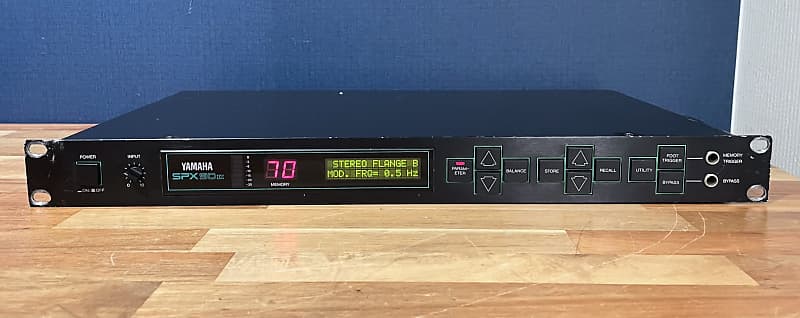 POWER
ON OFF
INPUT
0 10
YAMAHA
SPX90II
70
MEMORY
STEREO FLANGE B
MOD. FRQ= 0.5 Hz
PARAM-
ETER
BALANCE
STORE
RECALL
UTILITY
FOOT
TRIGGER
BYPASS
MEMORY
TRIGGER
BYPASS